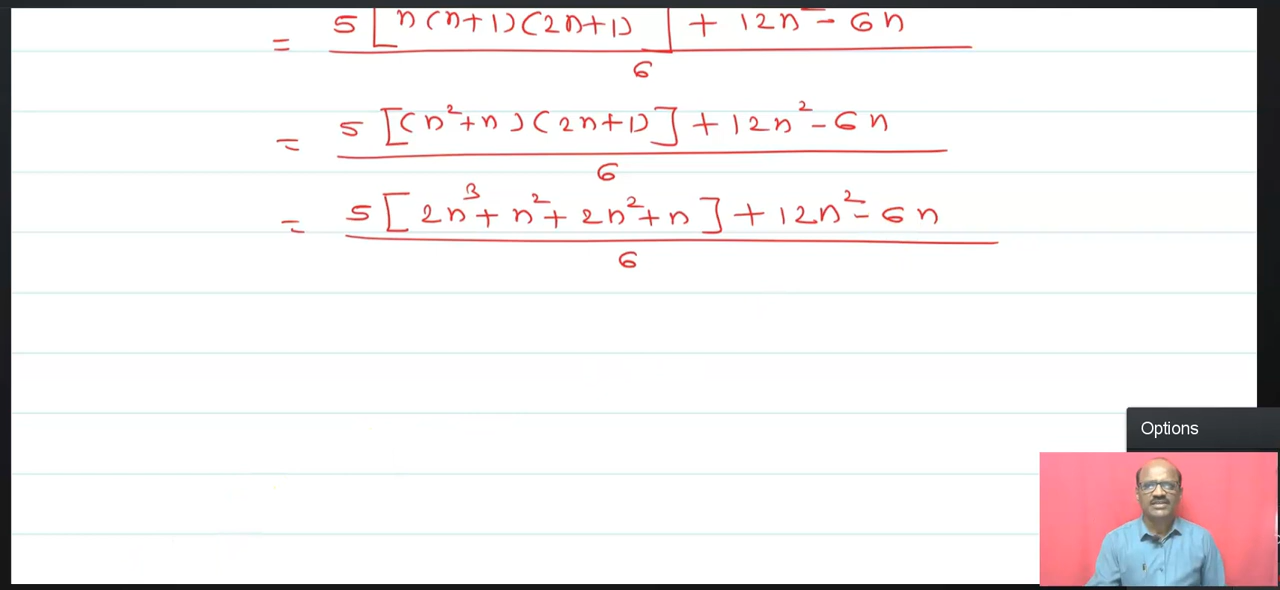 5 [ n(n+1)(2n+1) ] + 12n - 6n
=
6
= 5 [(n²+n)(2n+1)] + 12n² - 6n
6
= 5 [ 2n³ + n² + 2n² + n ] + 12n² - 6n
6
Options